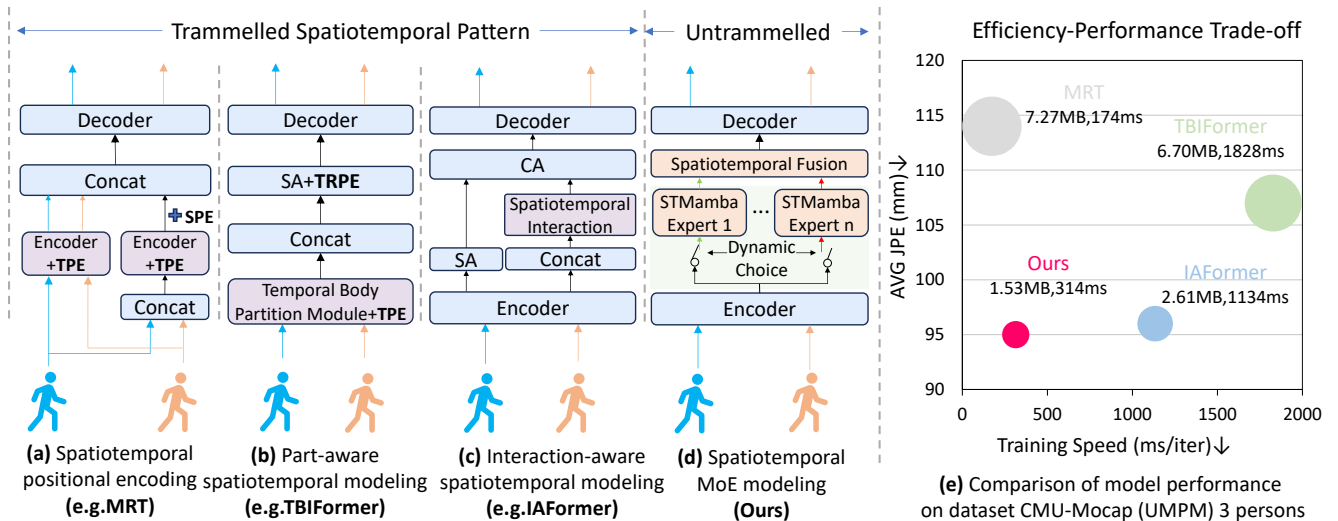 Trammelled Spatiotemporal Pattern
Untrammelled
Decoder
Concat
SPE
Encoder
+TPE
Encoder
+TPE
Concat
(a) Spatiotemporal
positional encoding
(e.g.MRT)
Decoder
SA+TRPE
Concat
Temporal Body
Partition Module+TPE
(b) Part-aware
spatiotemporal modeling
(e.g.TBIFormer)
Decoder
CA
Spatiotemporal
Interaction
SA
Concat
Encoder
(c) Interaction-aware
spatiotemporal modeling
(e.g.IAFormer)
Decoder
Spatiotemporal Fusion
STMamba
Expert 1
...
STMamba
Expert n
Dynamic
Choice
Encoder
(d) Spatiotemporal
MoE modeling
(Ours)
Efficiency-Performance Trade-off
AVG JPE (mm)↓
120
115
110
105
100
95
90
MRT
7.27MB,174ms
TBIFormer
6.70MB,1828ms
Ours
1.53MB,314ms
IAFormer
2.61MB,1134ms
0
500
1000
1500
2000
Training Speed (ms/iter)↓
(e) Comparison of model performance
on dataset CMU-Mocap (UMPM) 3 persons